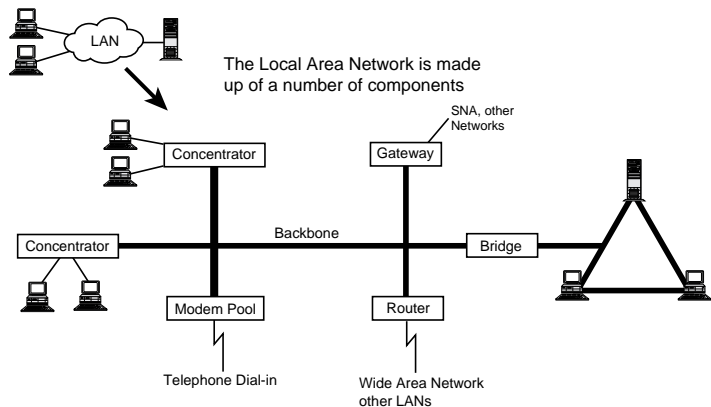 LAN
The Local Area Network is made
up of a number of components
SNA, other
Networks
Concentrator
Gateway
Concentrator
Backbone
Bridge
Modem Pool
Router
Telephone Dial-in
Wide Area Network
other LANs